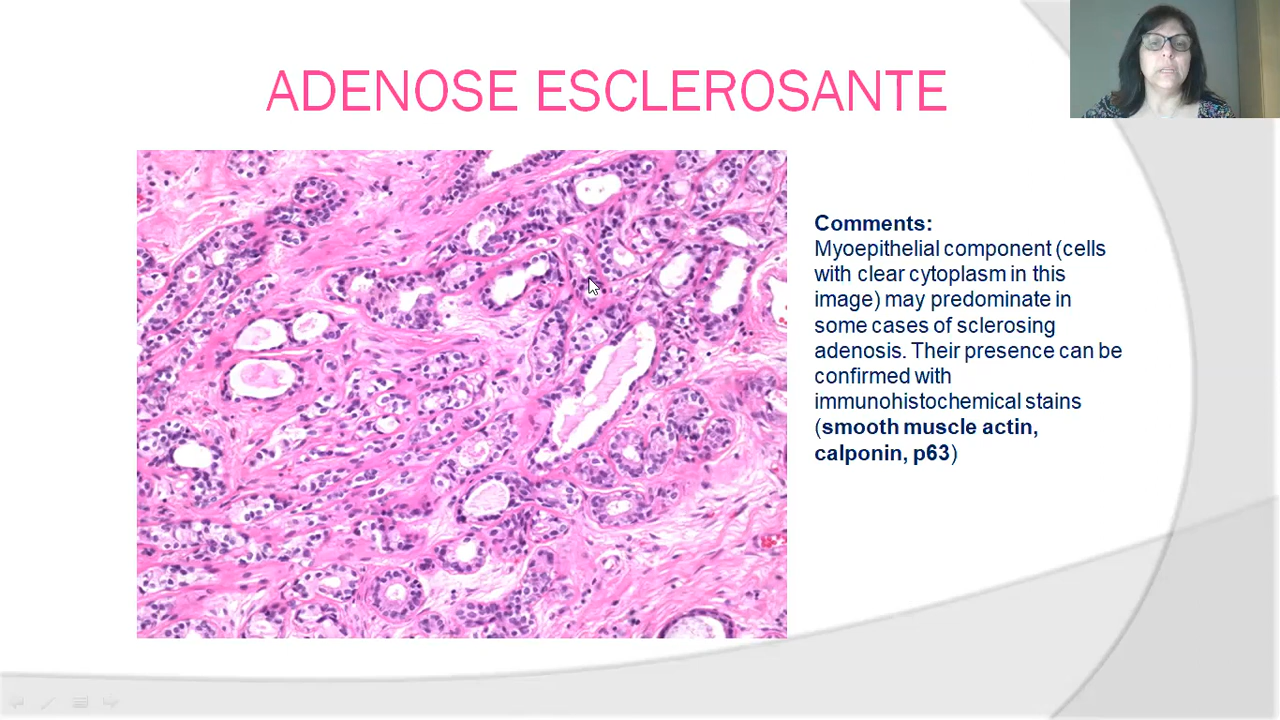 ADENOSE ESCLEROSANTE
Comments:
Myoepithelial component (cells
with clear cytoplasm in this
image) may predominate in
some cases of sclerosing
adenosis. Their presence can be
confirmed with
immunohistochemical stains
(smooth muscle actin,
calponin, p63)